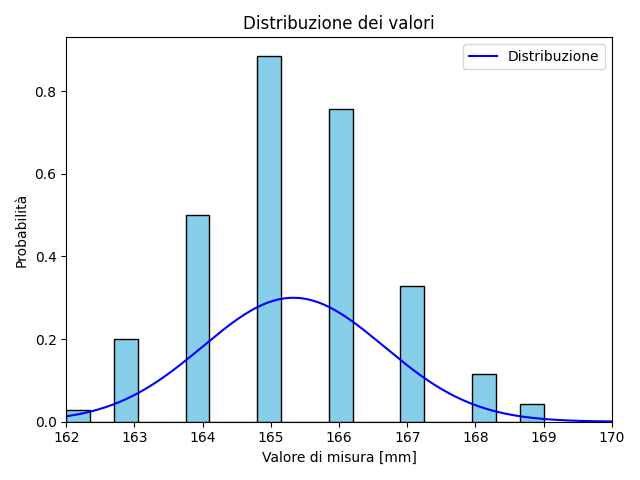 Distribuzione dei valori
Distribuzione
Probabilità
0.8
0.6
0.4
0.2
0.0
162 163 164 165 166 167 168 169 170
Valore di misura [mm]